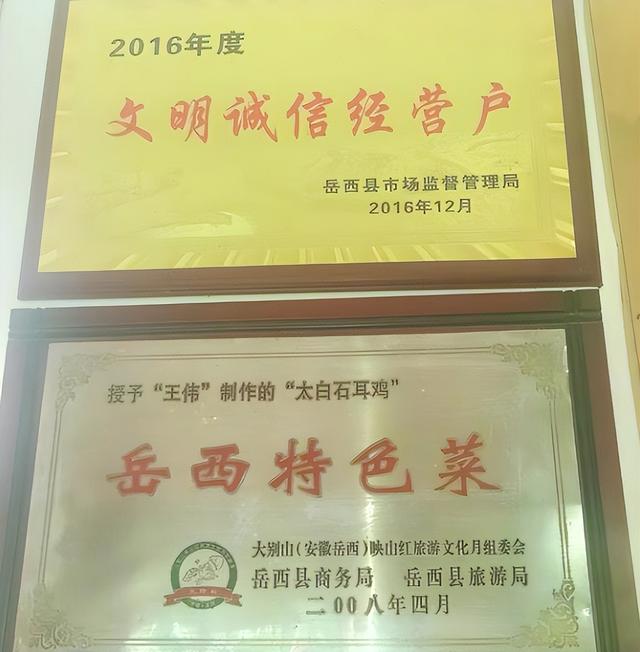 2016年度
文明诚信经营户
岳西县市场监督管理局
2016年12月
授予“王伟”制作的“太白石耳鸡”
岳西特色菜
大别山（安徽岳西）映山红旅游文化月组委会
岳西县商务局 岳西县旅游局
二00八年四月